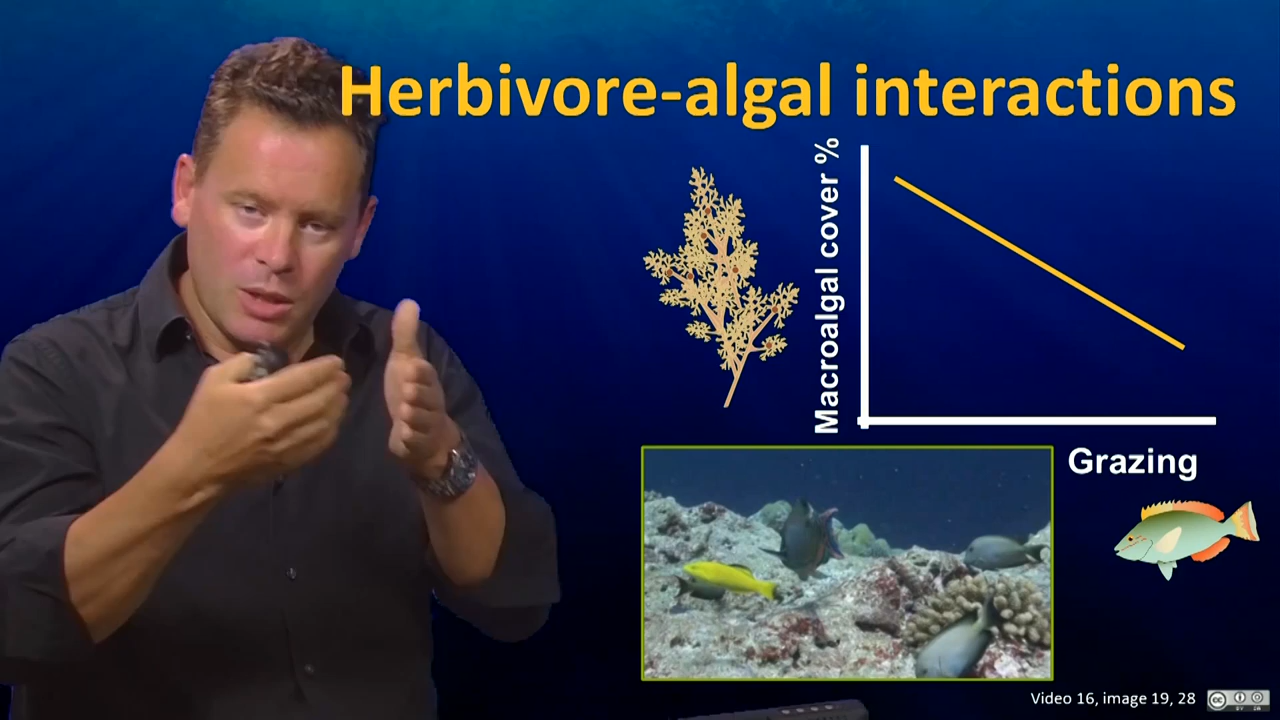 Herbivore-algal interactions
Macroalgal cover %
Grazing
Video 16, image 19, 28